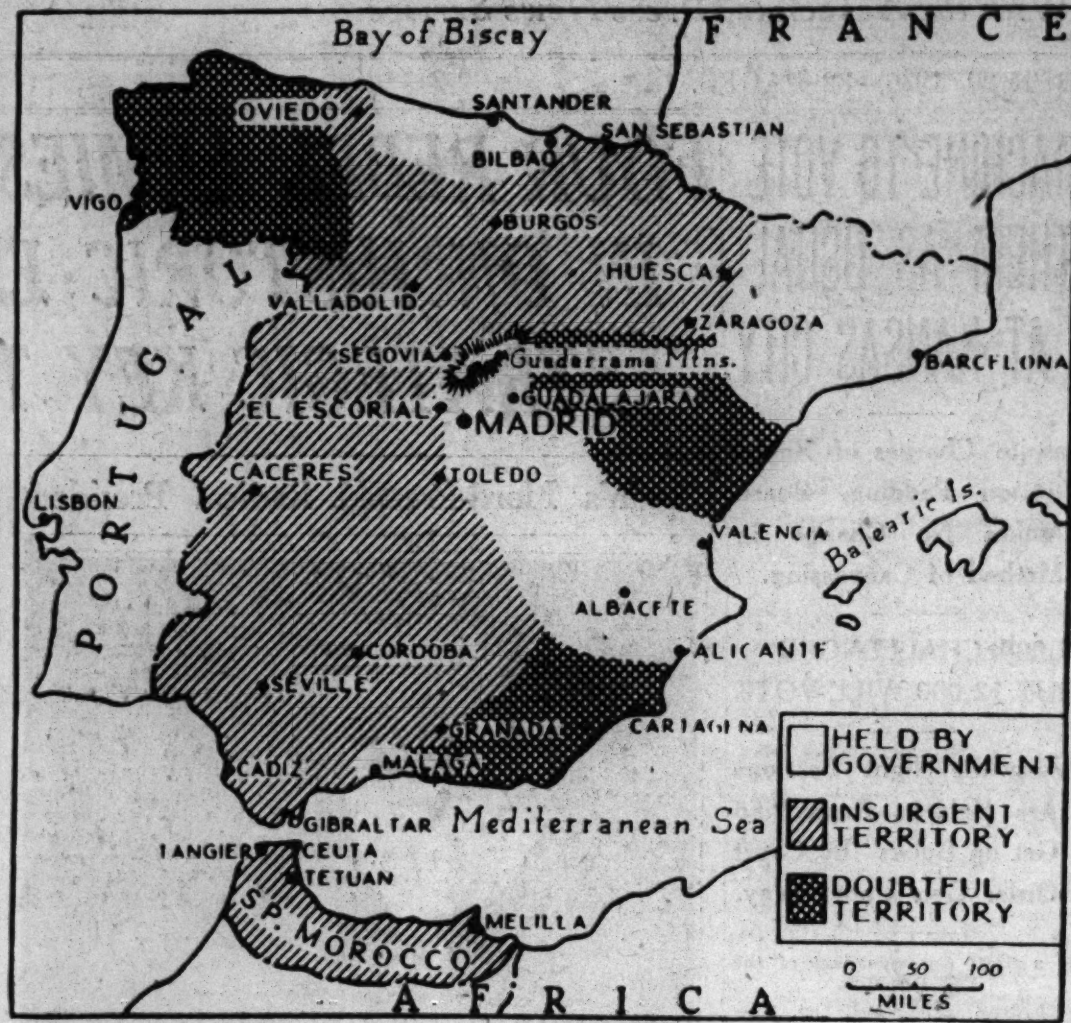 Bay of Biscay
FRANCE
OVIEDO
SANTANDER
SAN SEBASTIAN
BILBAO
VIGO
BURGOS
HUESCA
VALLADOLID
ZARAGOZA
SEGOVIA
Guadarrama Mtns.
BARCELONA
GUADALAJARA
EL ESCORIAL
MADRID
PORTUGAL
CACERES
TOLEDO
LISBON
VALENCIA
Balearic Is.
ALBACETE
CORDOBA
ALICANTE
SEVILLE
GRANADA
CARTAGENA
MALAGA
CADIZ
GIBRALTAR
Mediterranean Sea
TANGIER
CEUTA
TETUAN
MELILLA
SP. MOROCCO
AFRICA
HELD BY
GOVERNMENT
INSURGENT
TERRITORY
DOUBTFUL
TERRITORY
0 50 100
MILES